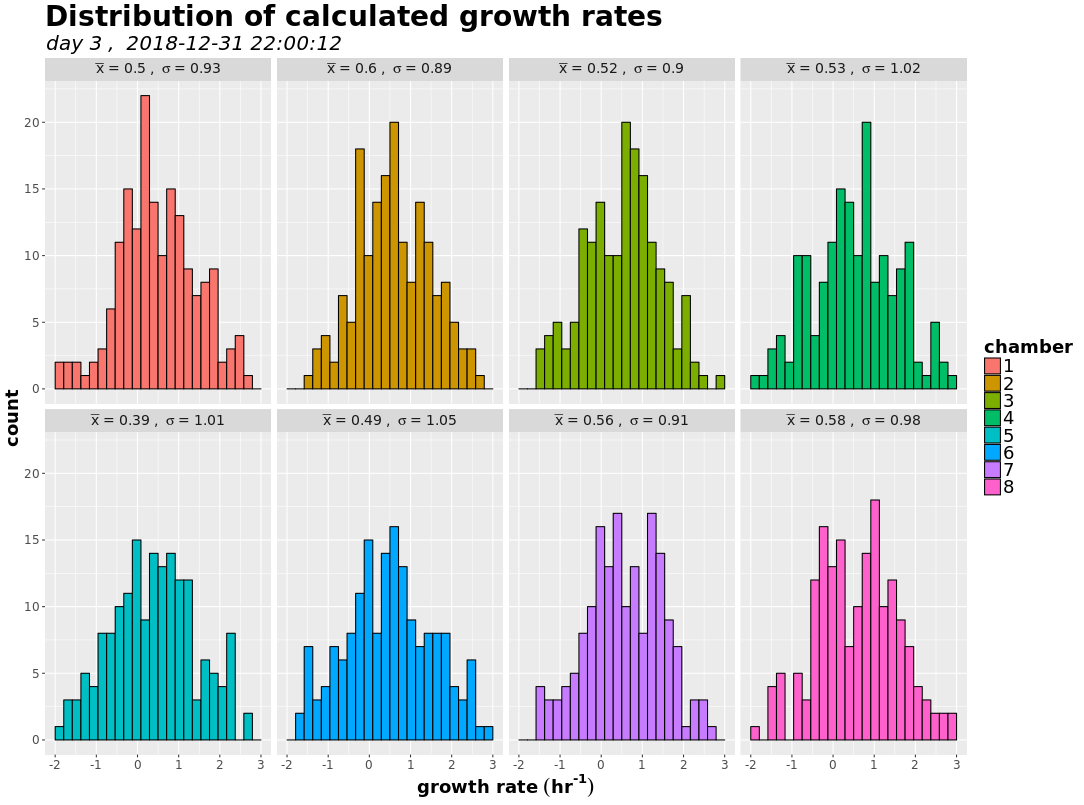 Distribution of calculated growth rates
day 3 ,  2018-12-31 22:00:12
x̅ = 0.5 ,  σ = 0.93
x̅ = 0.6 ,  σ = 0.89
x̅ = 0.52 ,  σ = 0.9
x̅ = 0.53 ,  σ = 1.02
20
15
10
5
0
x̅ = 0.39 ,  σ = 1.01
x̅ = 0.49 ,  σ = 1.05
x̅ = 0.56 ,  σ = 0.91
x̅ = 0.58 ,  σ = 0.98
20
15
10
5
0
-2 -1 0 1 2 3
-2 -1 0 1 2 3
-2 -1 0 1 2 3
-2 -1 0 1 2 3
count
growth rate (hr⁻¹)
chamber
1
2
3
4
5
6
7
8